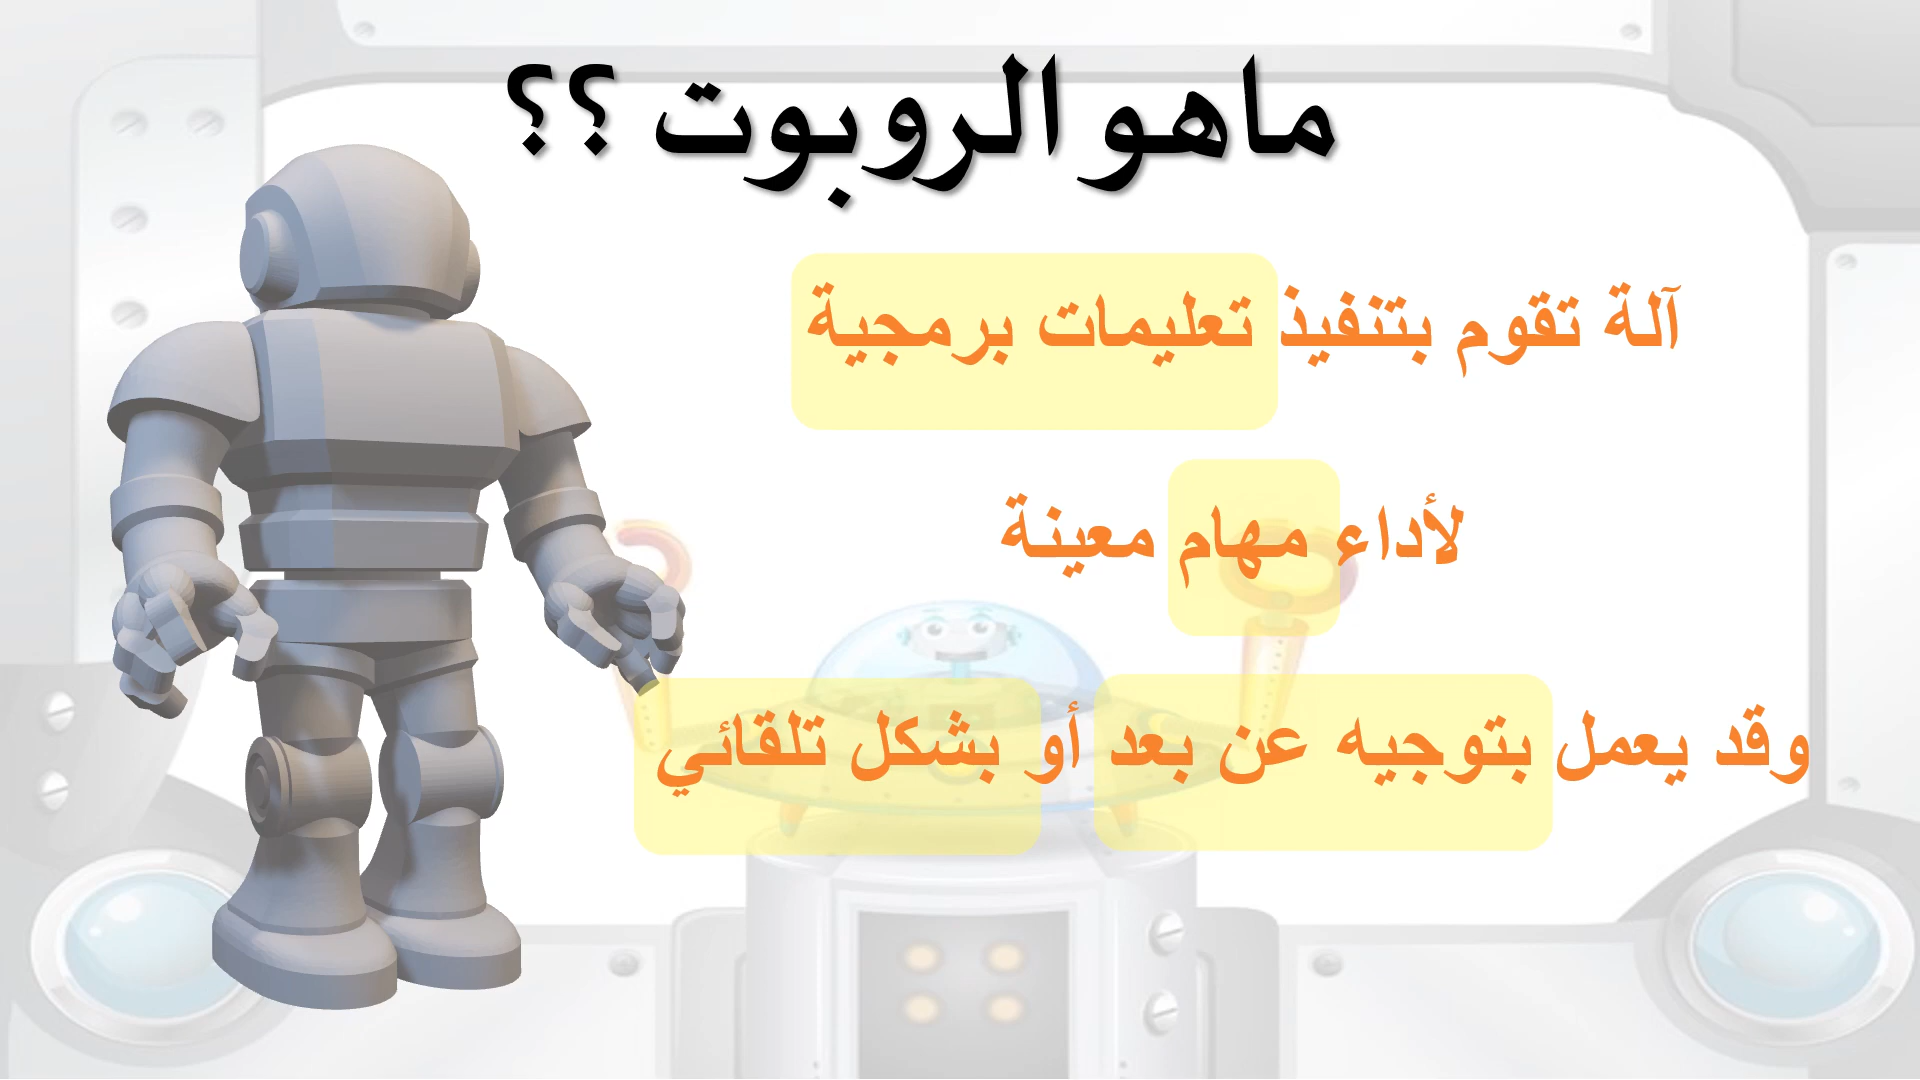 ماهو الروبوت ؟؟
آلة تقوم بتنفيذ تعليمات برمجية
لأداء مهام معينة
وقد يعمل بتوجيه عن بعد أو بشكل تلقائي